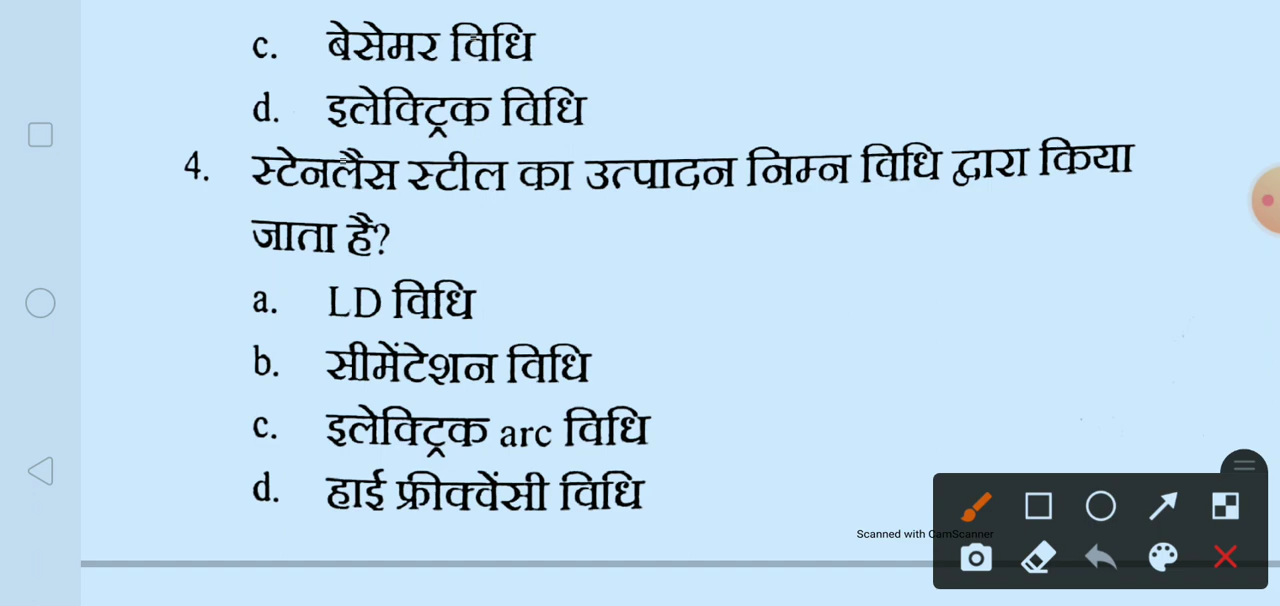 c. बेसेमर विधि
d. इलेक्ट्रिक विधि
4. स्टेनलैस स्टील का उत्पादन निम्न विधि द्वारा किया
जाता है?
a. LD विधि
b. सीमेंटेशन विधि
c. इलेक्ट्रिक arc विधि
d. हाई फ्रीक्वेंसी विधि
Scanned with CamScanner